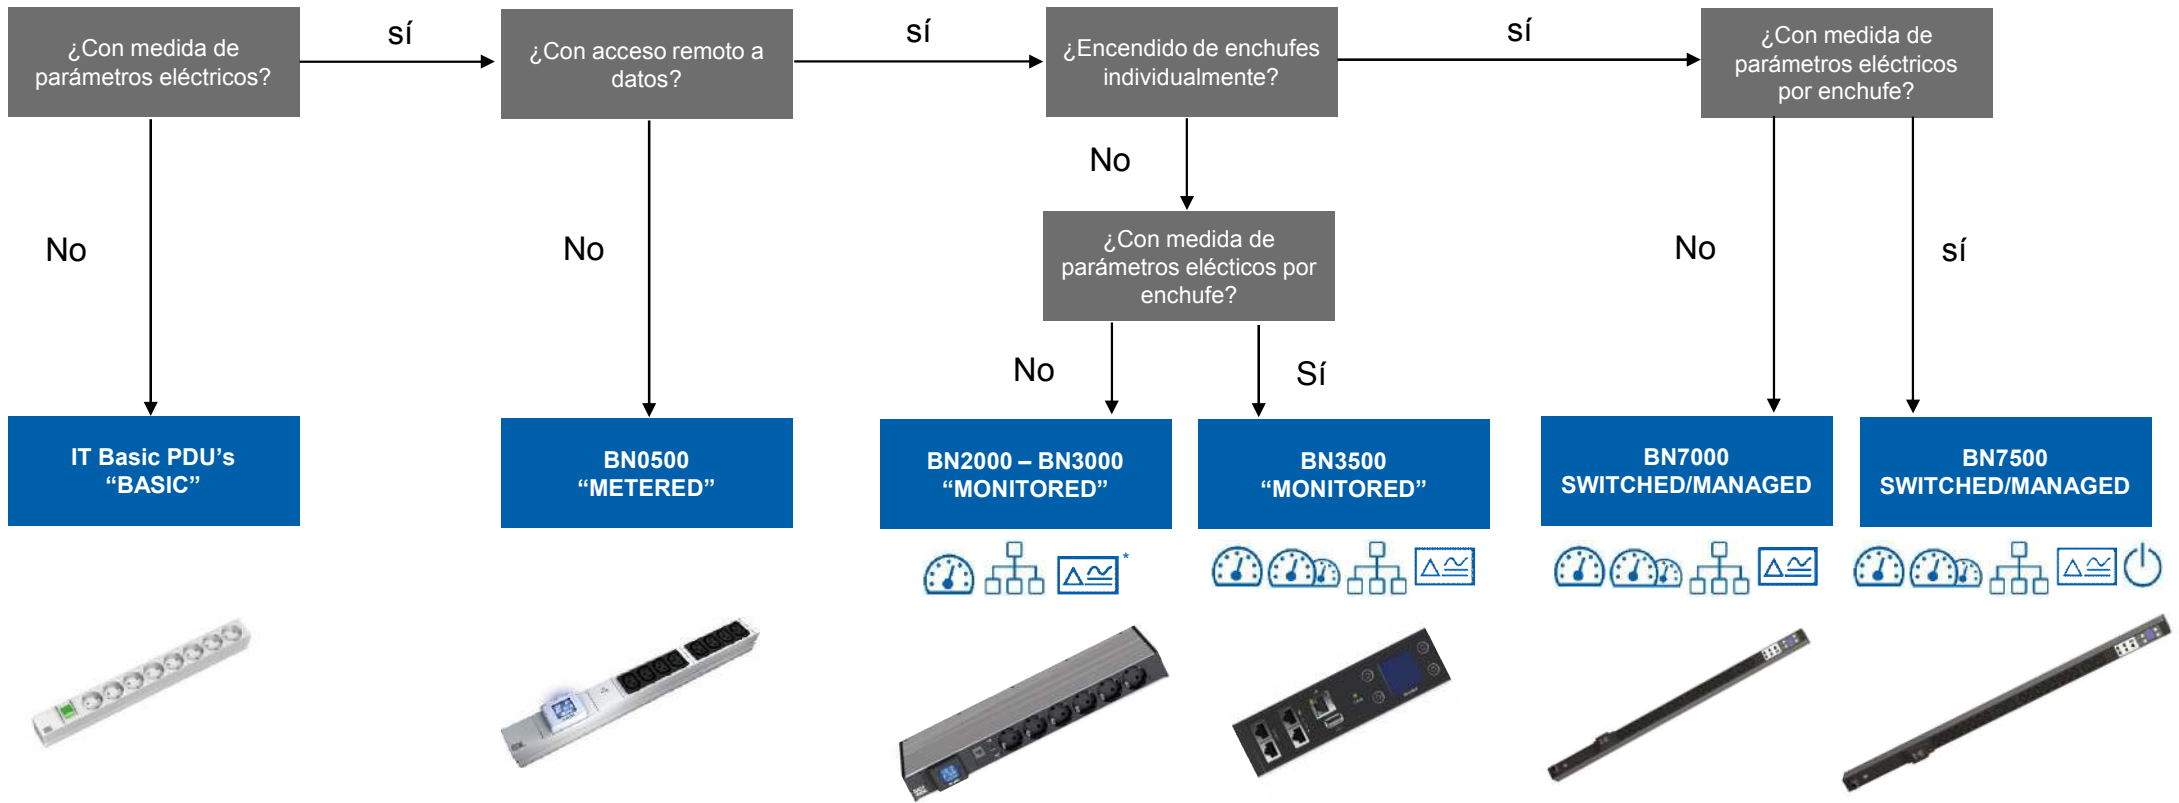 ¿Con medida de
parámetros eléctricos?
sí
¿Con acceso remoto a
datos?
sí
¿Encendido de enchufes
individualmente?
sí
¿Con medida de
parámetros eléctricos
por enchufe?
No
No
No
¿Con medida de
parámetros elécticos por
enchufe?
No
sí
No
Sí
IT Basic PDU’s
“BASIC”
BN0500
“METERED”
BN2000 – BN3000
“MONITORED”
BN3500
“MONITORED”
BN7000
SWITCHED/MANAGED
BN7500
SWITCHED/MANAGED
*